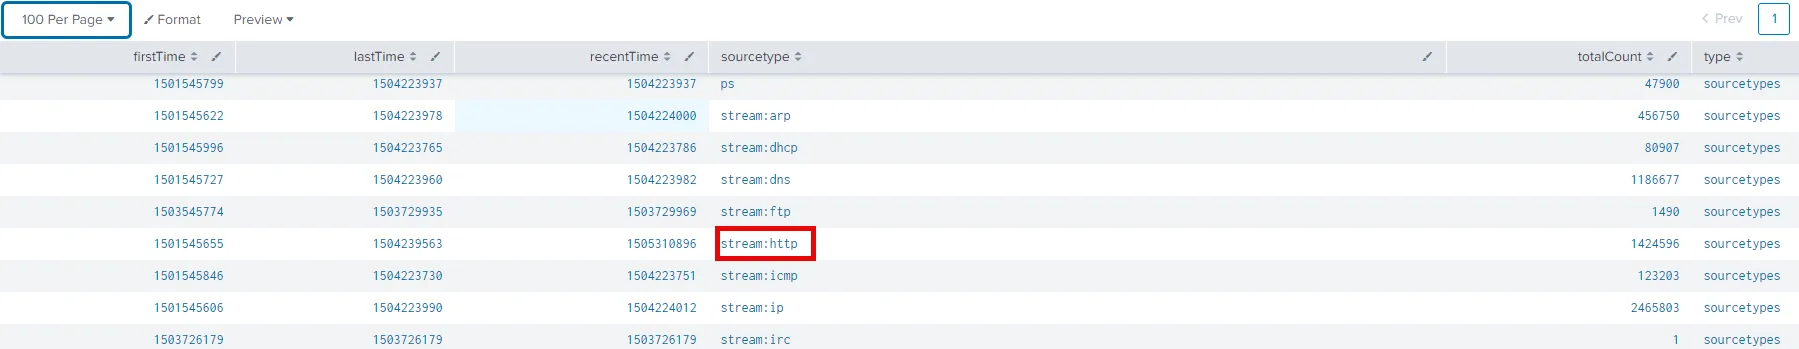 100 Per Page Format Preview Prev 1
firstTime lastTime recentTime sourcetype totalCount type
1501545799 1504223937 1504223937 ps 47900 sourcetypes
1501545622 1504223978 1504224000 stream:arp 456750 sourcetypes
1501545996 1504223765 1504223786 stream:dhcp 80907 sourcetypes
1501545727 1504223960 1504223982 stream:dns 1186677 sourcetypes
1503545774 1503729935 1503729969 stream:ftp 1490 sourcetypes
1501545655 1504239563 1505310896 stream:http 1424596 sourcetypes
1501545846 1504223730 1504223751 stream:icmp 123203 sourcetypes
1501545606 1504223990 1504224012 stream:ip 2465803 sourcetypes
1503726179 1503726179 1503726179 stream:irc 1 sourcetypes